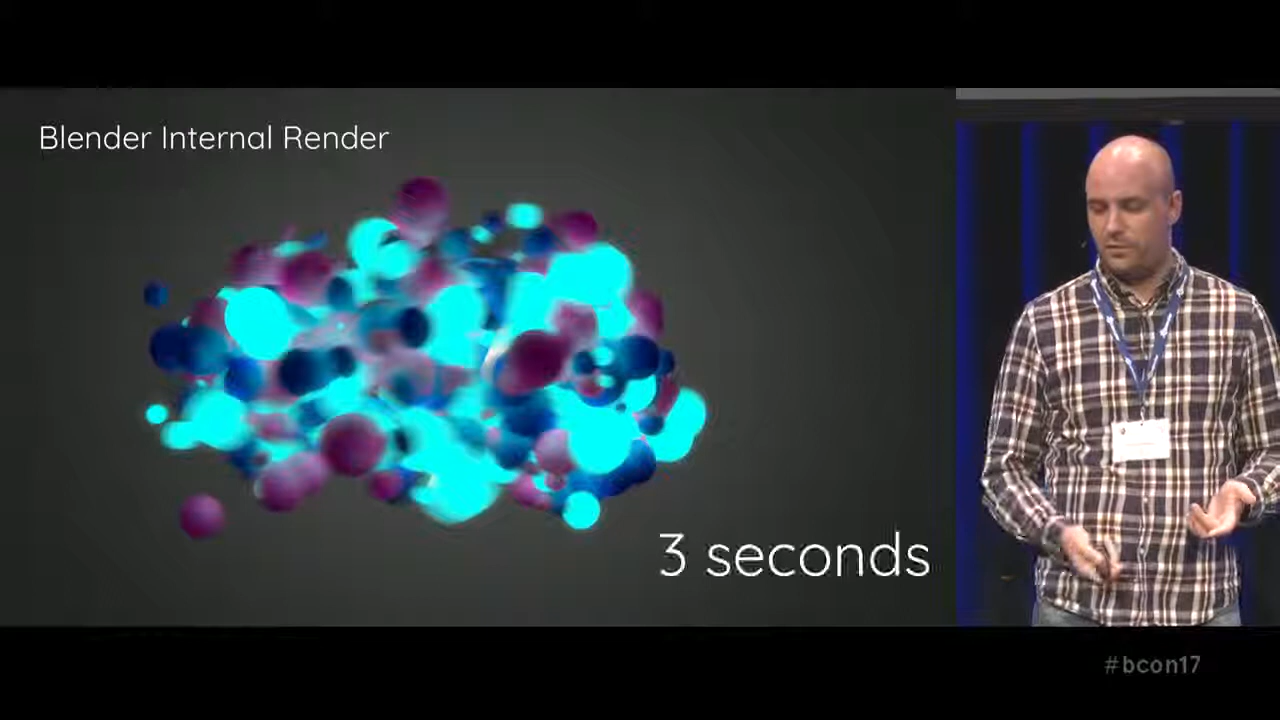 Blender Internal Render
3 seconds
#bcon17